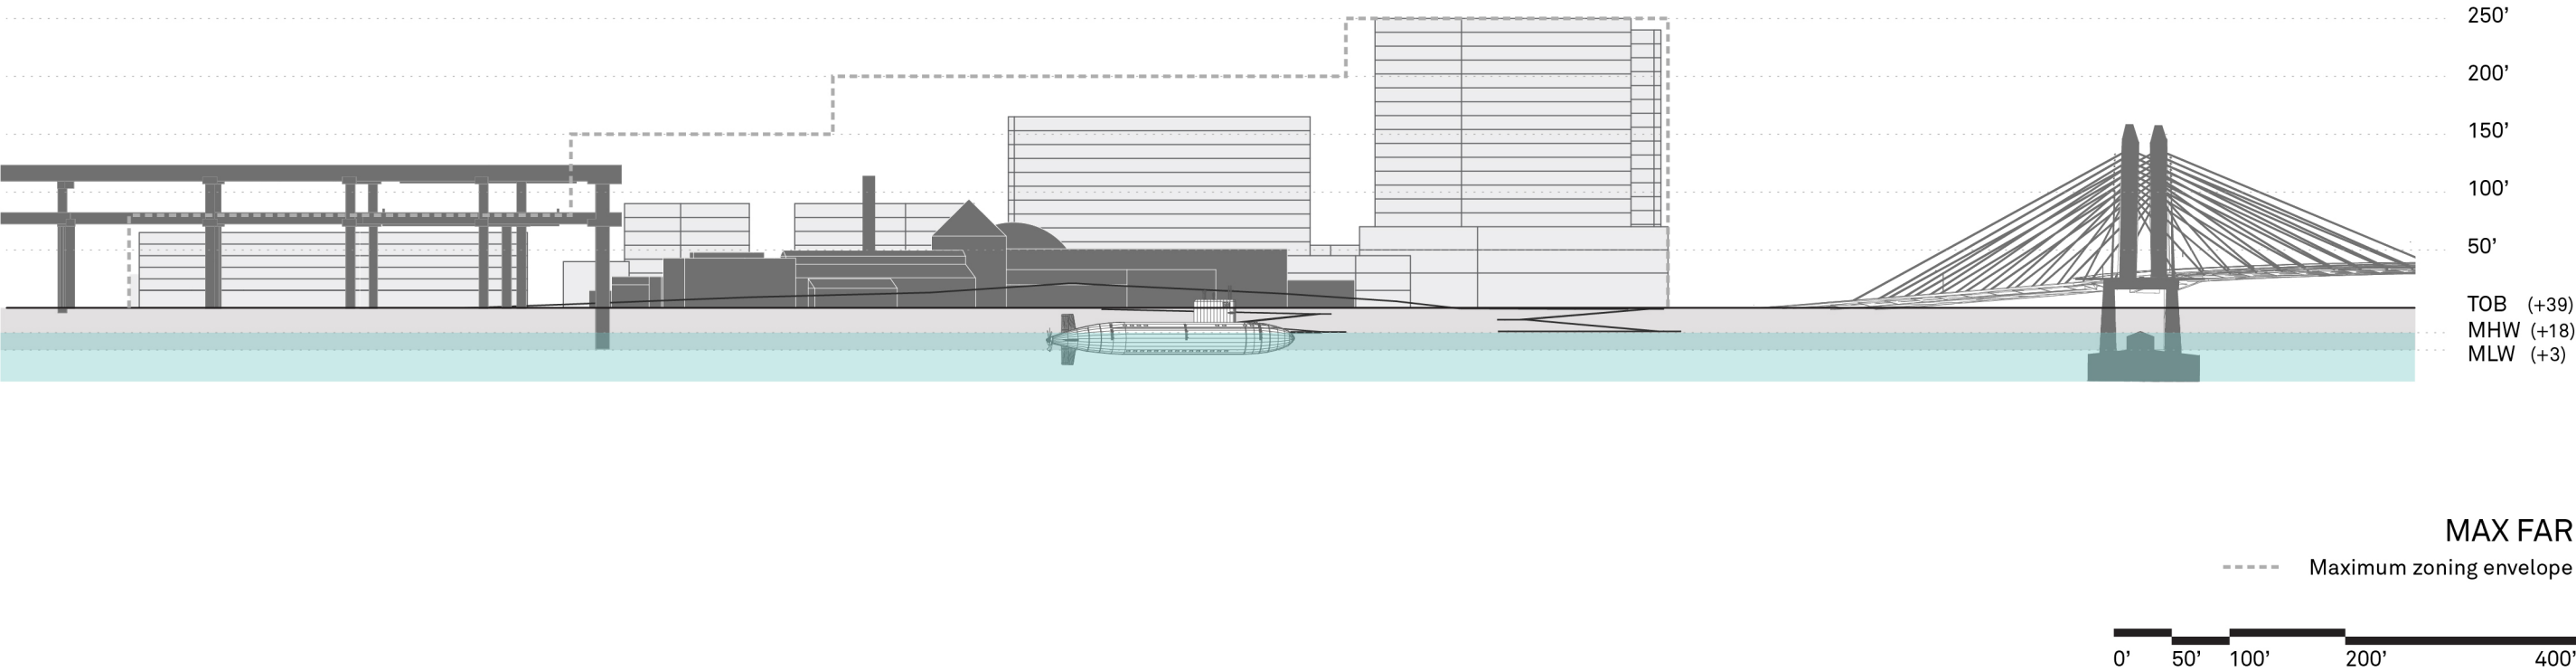 250’
200’
150’
100’
50’
TOB (+39)
MHW (+18)
MLW (+3)
MAX FAR
Maximum zoning envelope
0’ 50’ 100’ 200’ 400’